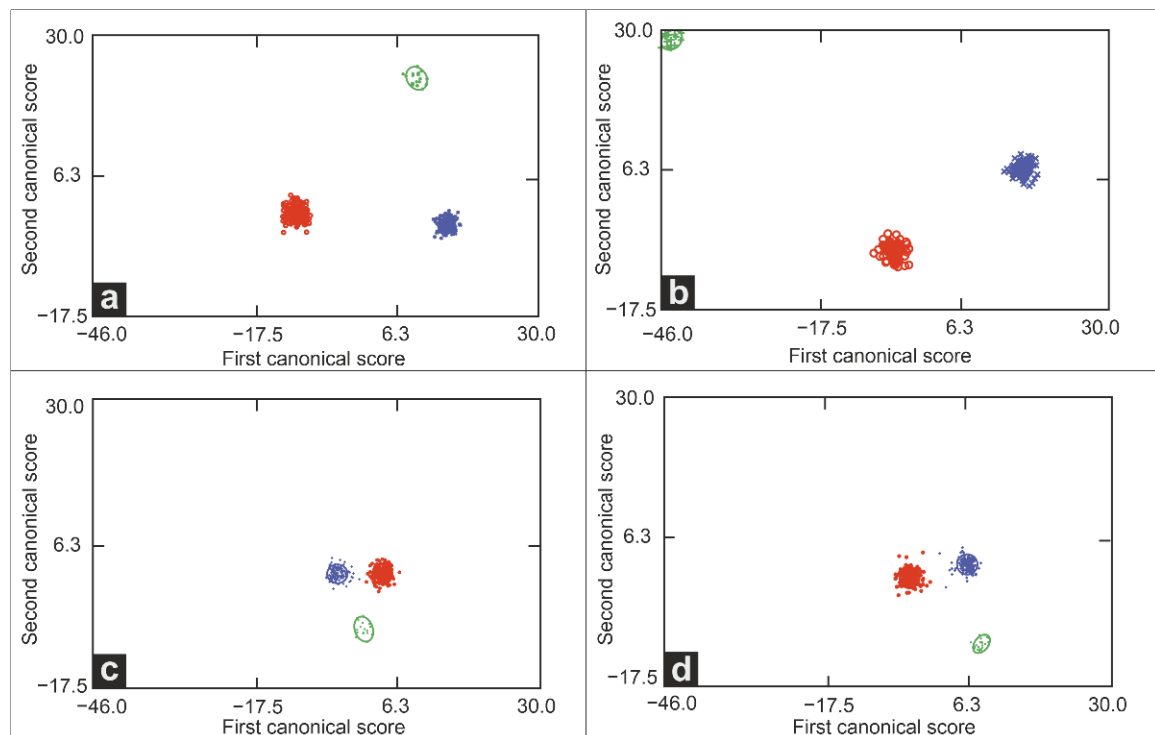 30.0
6.3
−17.5
Second canonical score
a
−46.0 −17.5 6.3 30.0
First canonical score
30.0
6.3
−17.5
Second canonical score
b
−46.0 −17.5 6.3 30.0
First canonical score
30.0
6.3
−17.5
Second canonical score
c
−46.0 −17.5 6.3 30.0
First canonical score
30.0
6.3
−17.5
Second canonical score
d
−46.0 −17.5 6.3 30.0
First canonical score